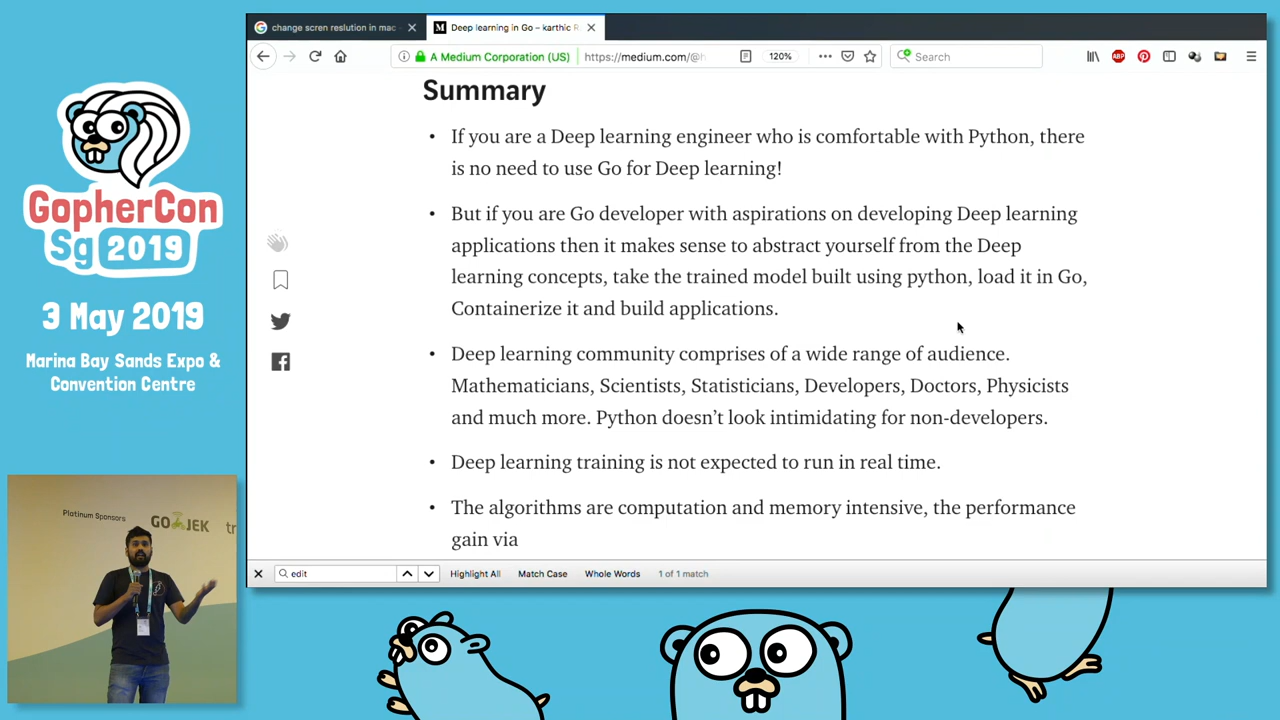 GopherCon
Sg 2019
3 May 2019
Marina Bay Sands Expo &
Convention Centre
Platinum Sponsors
GO JEK
change scren reslution in mac
Deep learning in Go – karthic R
A Medium Corporation (US)
https://medium.com/@h
120%
Search
ABP
Summary
• If you are a Deep learning engineer who is comfortable with Python, there
is no need to use Go for Deep learning!
• But if you are Go developer with aspirations on developing Deep learning
applications then it makes sense to abstract yourself from the Deep
learning concepts, take the trained model built using python, load it in Go,
Containerize it and build applications.
• Deep learning community comprises of a wide range of audience.
Mathematicians, Scientists, Statisticians, Developers, Doctors, Physicists
and much more. Python doesn’t look intimidating for non-developers.
• Deep learning training is not expected to run in real time.
• The algorithms are computation and memory intensive, the performance
gain via
edit
Highlight All
Match Case
Whole Words
1 of 1 match